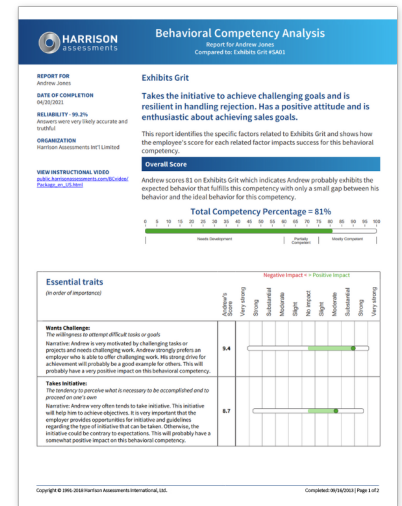 HARRISON
assessments
Behavioral Competency Analysis
Report for Andrew Jones
Compared to: Exhibits Grit #SA01
REPORT FOR
Andrew Jones
DATE OF COMPLETION
04/20/2021
RELIABILITY - 99.2%
Answers were very likely accurate and
truthful
ORGANIZATION
Harrison Assessments Int'l Limited
VIEW INSTRUCTIONAL VIDEO
public.harrisonassessments.com/BCvideo/
Package_en_US.html
Exhibits Grit
Takes the initiative to achieve challenging goals and is
resilient in handling rejection. Has a positive attitude and is
enthusiastic about achieving sales goals.
This report identifies the specific factors related to Exhibits Grit and shows how
the employee's score for each related factor impacts success for this behavioral
competency.
Overall Score
Andrew scores 81 on Exhibits Grit which indicates Andrew probably exhibits the
expected behavior that fulfills this competency with only a small gap between his
behavior and the ideal behavior for this competency.
Total Competency Percentage = 81%
0 5 10 15 20 25 30 35 40 45 50 55 60 65 70 75 80 85 90 95 100
Needs Development
Partially
Competent
Mostly Competent
Essential traits
(in order of importance)
Negative Impact < > Positive Impact
Andrew's
Score
Very strong
Strong
Substantial
Moderate
Slight
No impact
Slight
Moderate
Substantial
Strong
Very strong
Wants Challenge:
The willingness to attempt difficult tasks or goals
Narrative: Andrew is very motivated by challenging tasks or
projects and needs challenging work. Andrew strongly prefers an
employer who is able to offer challenging work. His strong drive for
achievement will probably be a good example for others. This will
probably have a very positive impact on this behavioral competency.
9.4
Takes Initiative:
The tendency to perceive what is necessary to be accomplished and to
proceed on one's own
Narrative: Andrew very often tends to take initiative. This initiative
will help him to achieve objectives. It is very important that the
employer provides opportunities for initiative and guidelines
regarding the type of initiative that can be taken. Otherwise, the
initiative could be contrary to expectations. This will probably have a
somewhat positive impact on this behavioral competency.
8.7
Copyright © 1991-2018 Harrison Assessments International, Ltd.
Completed: 09/16/2013 | Page 1 of 2